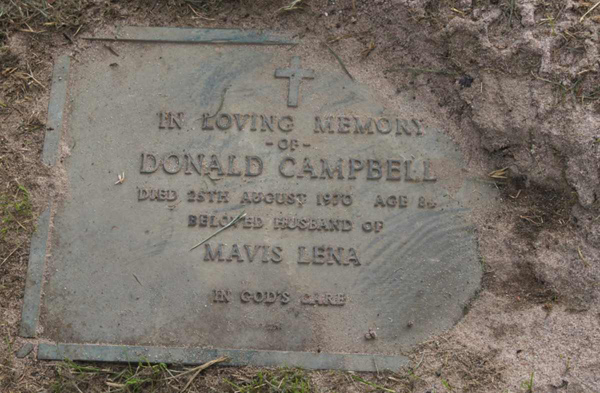 IN LOVING MEMORY
- OF -
DONALD CAMPBELL
DIED 25TH AUGUST 1970 AGE 84
BELOVED HUSBAND OF
MAVIS LENA
IN GOD'S CARE